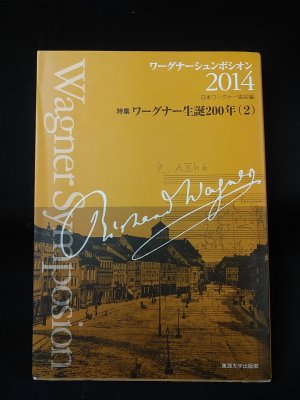 ワーグナーシュンポシオン
2014
日本ワーグナー協会編
特集 ワーグナー生誕200年(2)
Wagner Symposion
Richard Wagner
東海大学出版部